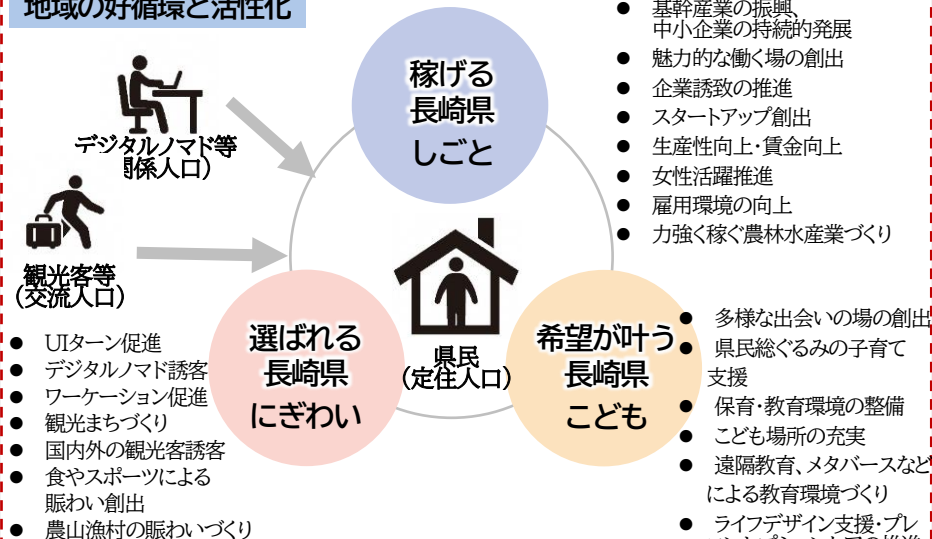 地域の好循環と活性化
デジタルノマド等
関係人口）
観光客等
（交流人口）
稼げる
長崎県
しごと
● 基幹産業の振興、
中小企業の持続的発展
● 魅力的な働く場の創出
● 企業誘致の推進
● スタートアップ創出
● 生産性向上・賃金向上
● 女性活躍推進
● 雇用環境の向上
● 力強く稼ぐ農林水産業づくり
県民
（定住人口）
選ばれる
長崎県
にぎわい
● UIターン促進
● デジタルノマド誘客
● ワーケーション促進
● 観光まちづくり
● 国内外の観光客誘客
● 食やスポーツによる
賑わい創出
● 農山漁村の賑わいづくり
希望が叶う
長崎県
こども
● 多様な出会いの場の創出
● 県民総ぐるみの子育て
支援
● 保育・教育環境の整備
● こども場所の充実
● 遠隔教育、メタバースなど
による教育環境づくり
● ライフデザイン支援・プレ